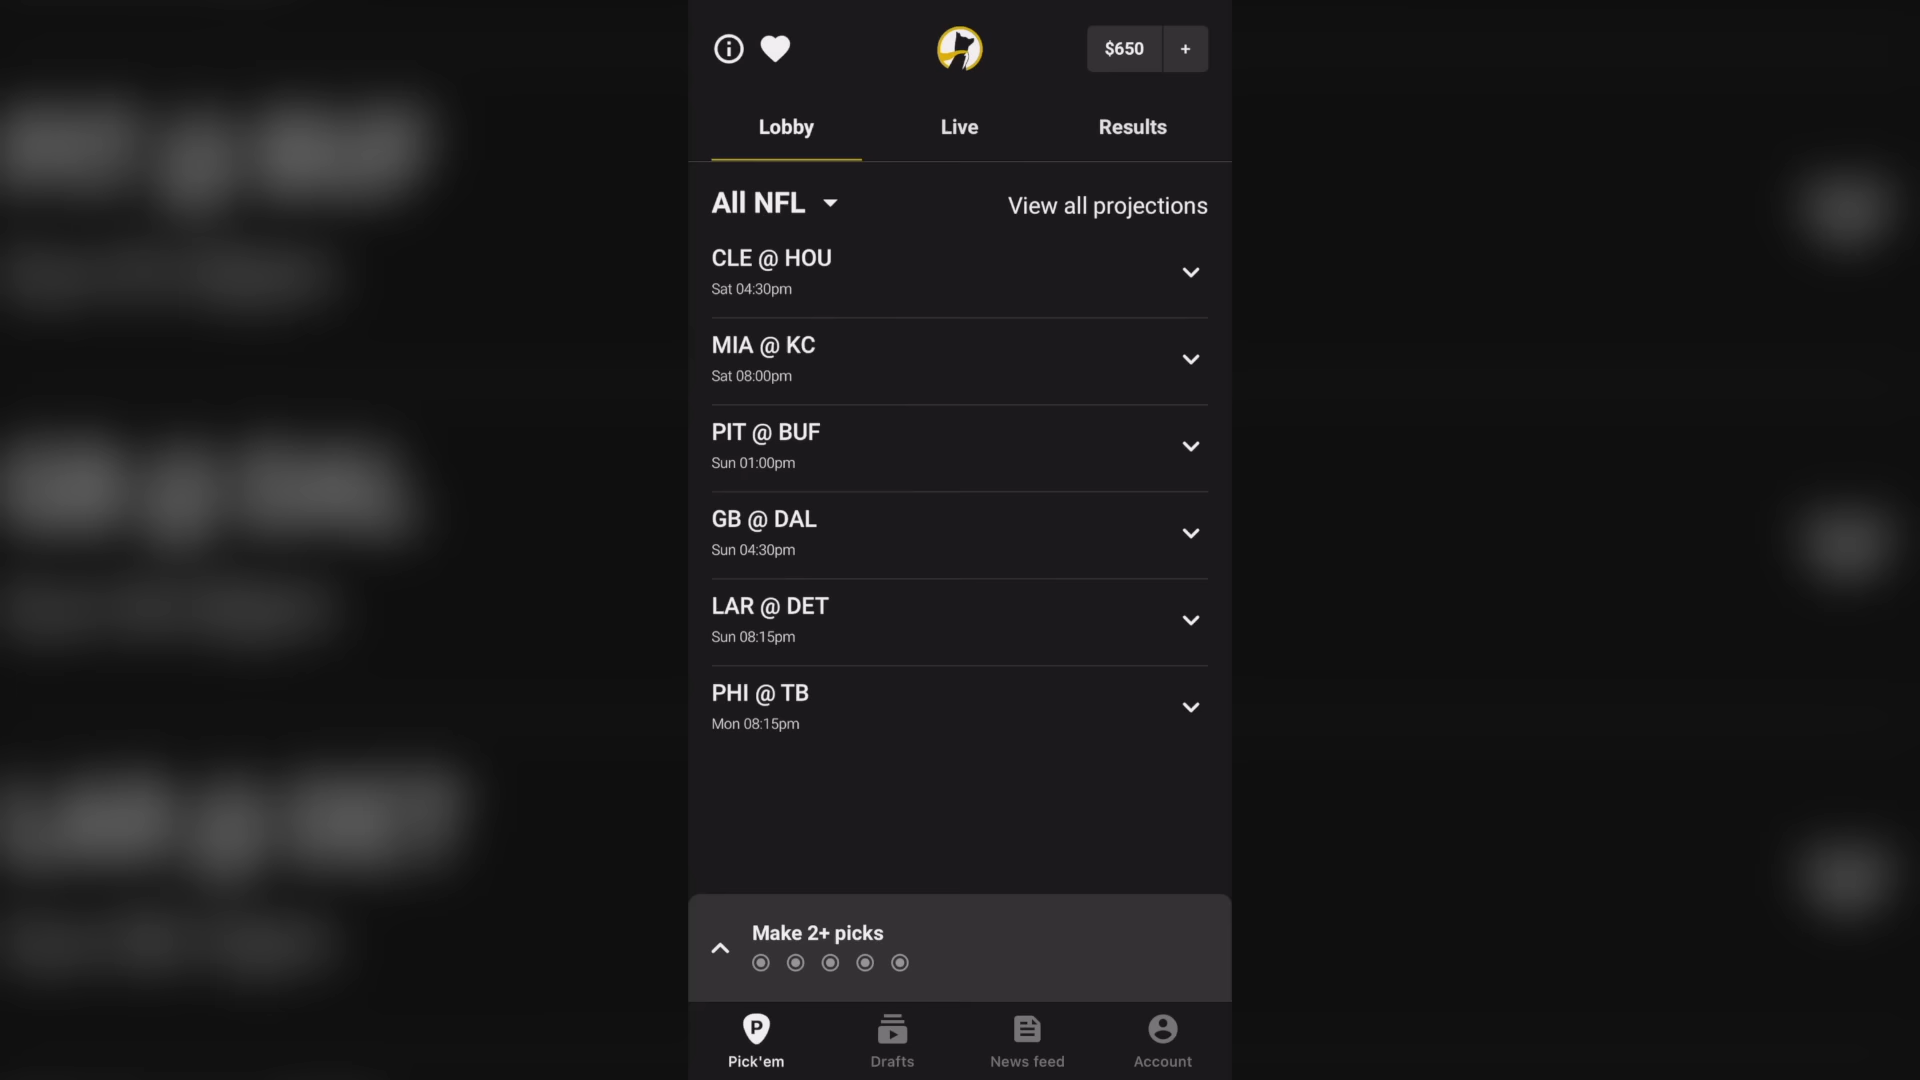 $650 +
Lobby Live Results
All NFL View all projections
CLE @ HOU
Sat 04:30pm
MIA @ KC
Sat 08:00pm
PIT @ BUF
Sun 01:00pm
GB @ DAL
Sun 04:30pm
LAR @ DET
Sun 08:15pm
PHI @ TB
Mon 08:15pm
Make 2+ picks
P
Pick'em Drafts News feed Account